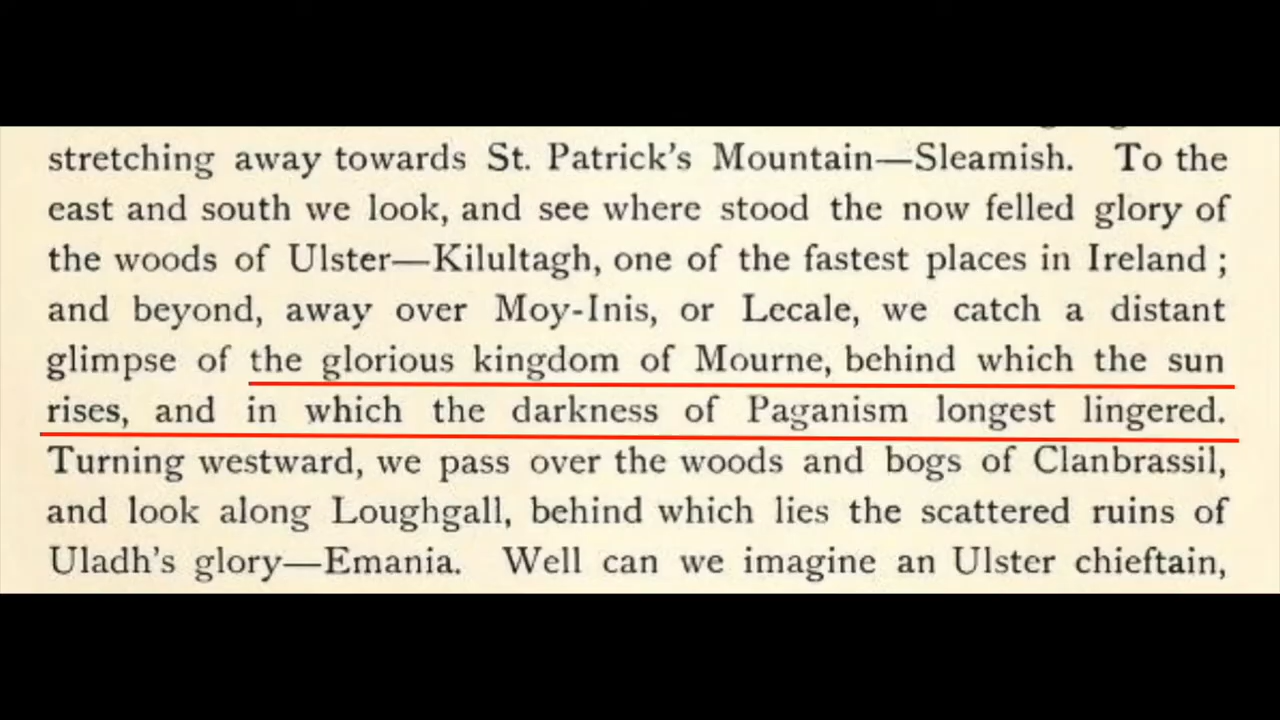 stretching away towards St. Patrick's Mountain—Sleamish. To the
east and south we look, and see where stood the now felled glory of
the woods of Ulster—Kilultagh, one of the fastest places in Ireland ;
and beyond, away over Moy-Inis, or Lecale, we catch a distant
glimpse of the glorious kingdom of Mourne, behind which the sun
rises, and in which the darkness of Paganism longest lingered.
Turning westward, we pass over the woods and bogs of Clanbrassil,
and look along Loughgall, behind which lies the scattered ruins of
Uladh's glory—Emania. Well can we imagine an Ulster chieftain,